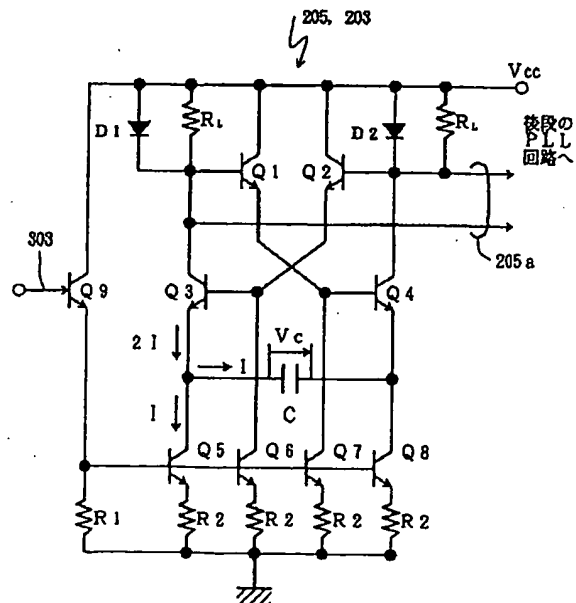 205, 203
Vcc
D1
RL
D2
RL
後段の
PLL
回路へ
Q1
Q2
303
205a
Q9
Q3
Q4
Vc
2I
I
C
I
Q5
Q6
Q7
Q8
R1
R2
R2
R2
R2